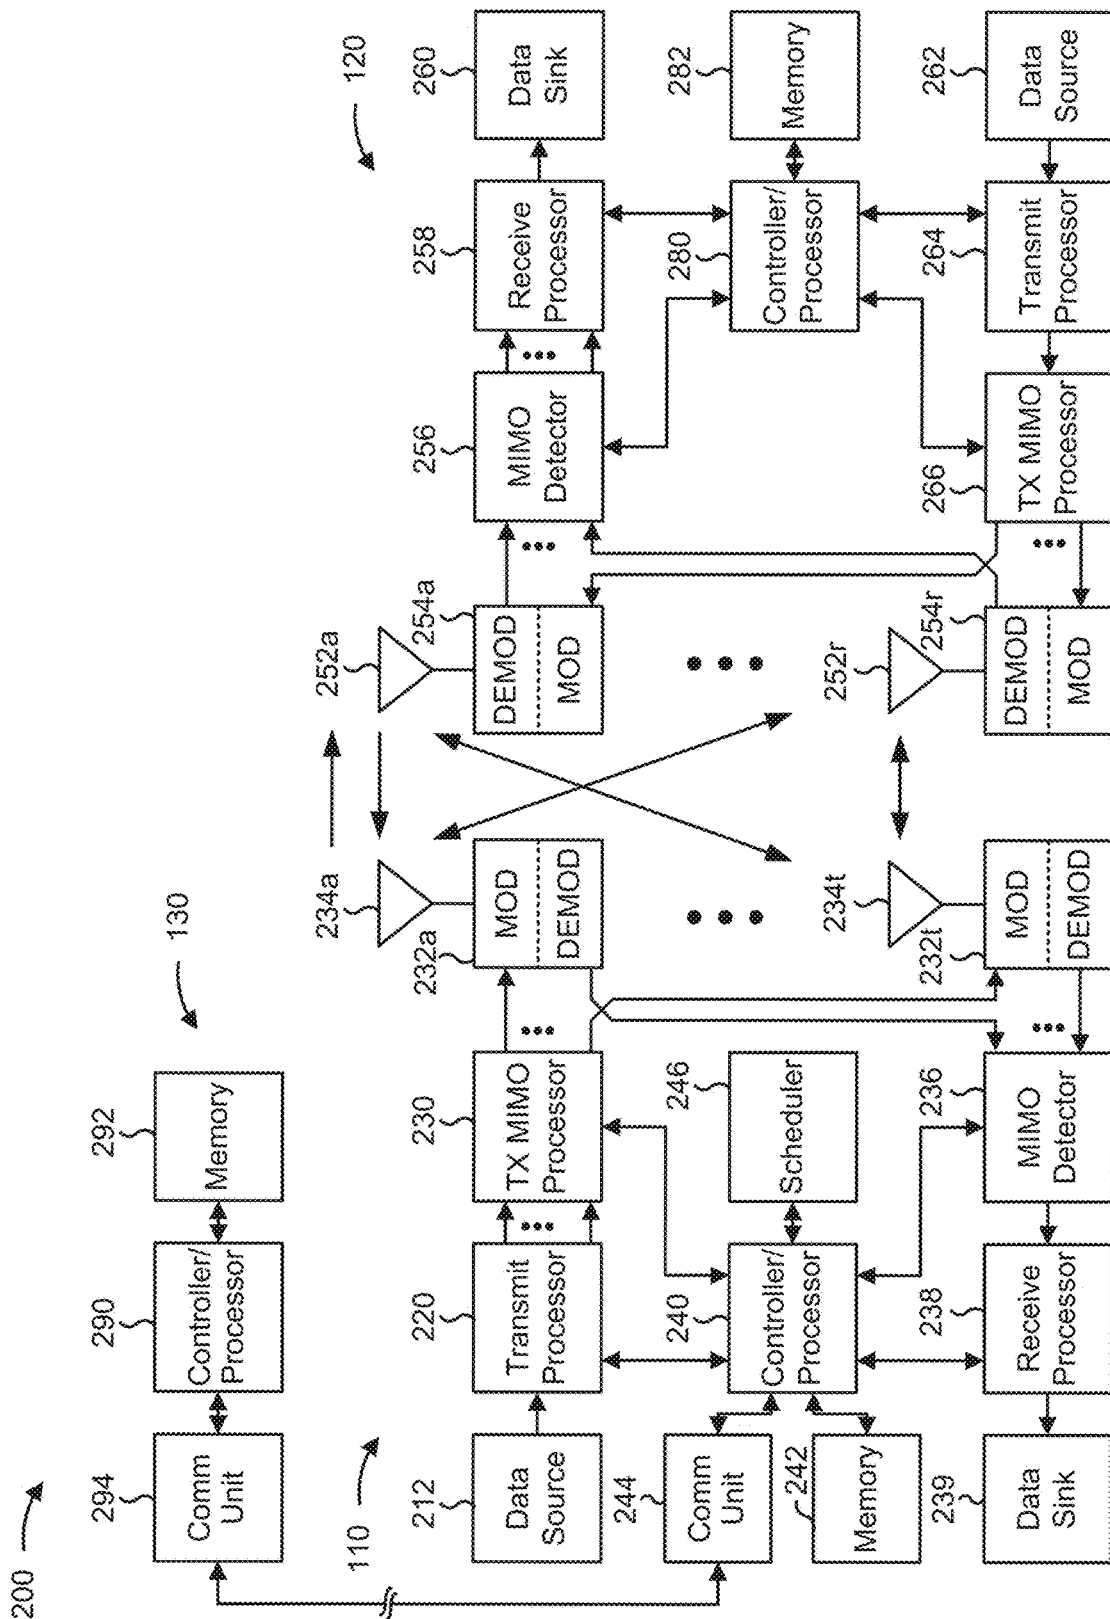 200
130
294
290
292
Comm
Unit
Controller/
Processor
Memory
110
120
234a
252a
212
220
230
232a
254a
256
258
260
Data
Source
Transmit
Processor
TX MIMO
Processor
MOD
DEMOD
DEMOD
MOD
MIMO
Detector
Receive
Processor
Data
Sink
244
240
246
280
282
Comm
Unit
242
Memory
Controller/
Processor
Scheduler
Controller/
Processor
Memory
234t
252r
239
238
236
232t
254r
266
264
262
Data
Sink
Receive
Processor
MIMO
Detector
MOD
DEMOD
DEMOD
MOD
TX MIMO
Processor
Transmit
Processor
Data
Source